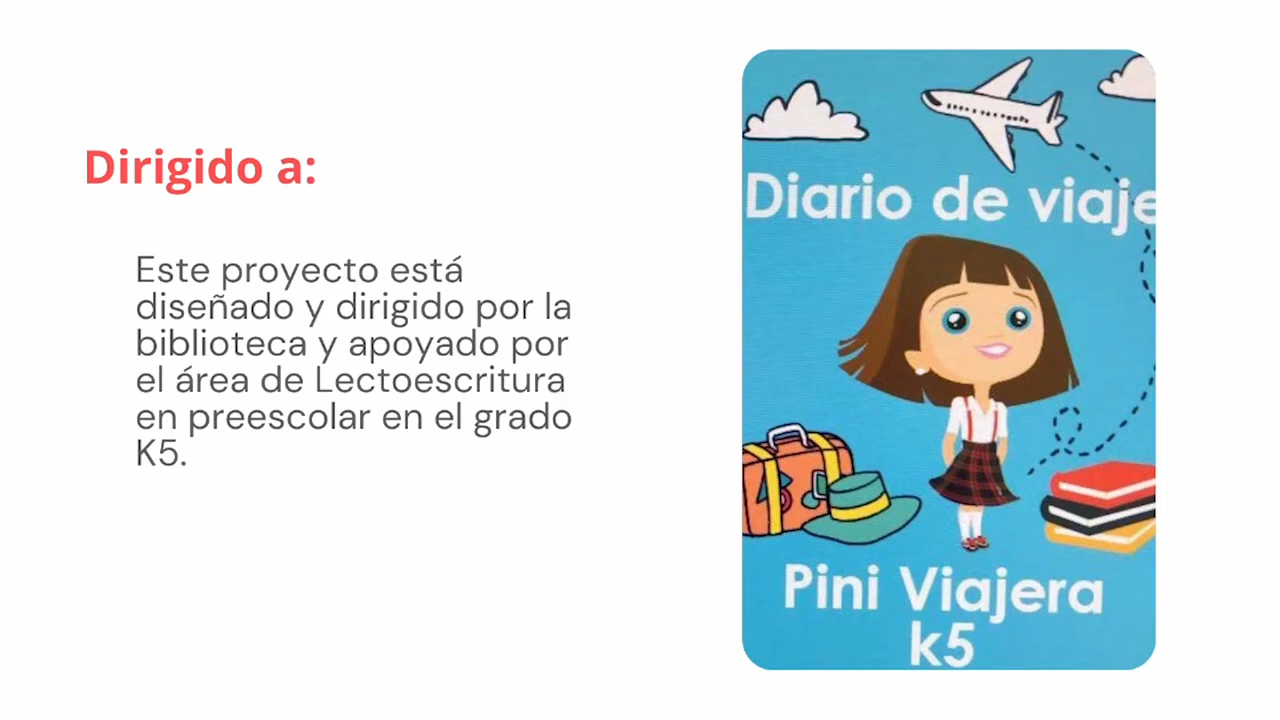 Dirigido a:
Este proyecto está
diseñado y dirigido por la
biblioteca y apoyado por
el área de Lectoescritura
en preescolar en el grado
K5.
Diario de viaje
Pini Viajera
k5